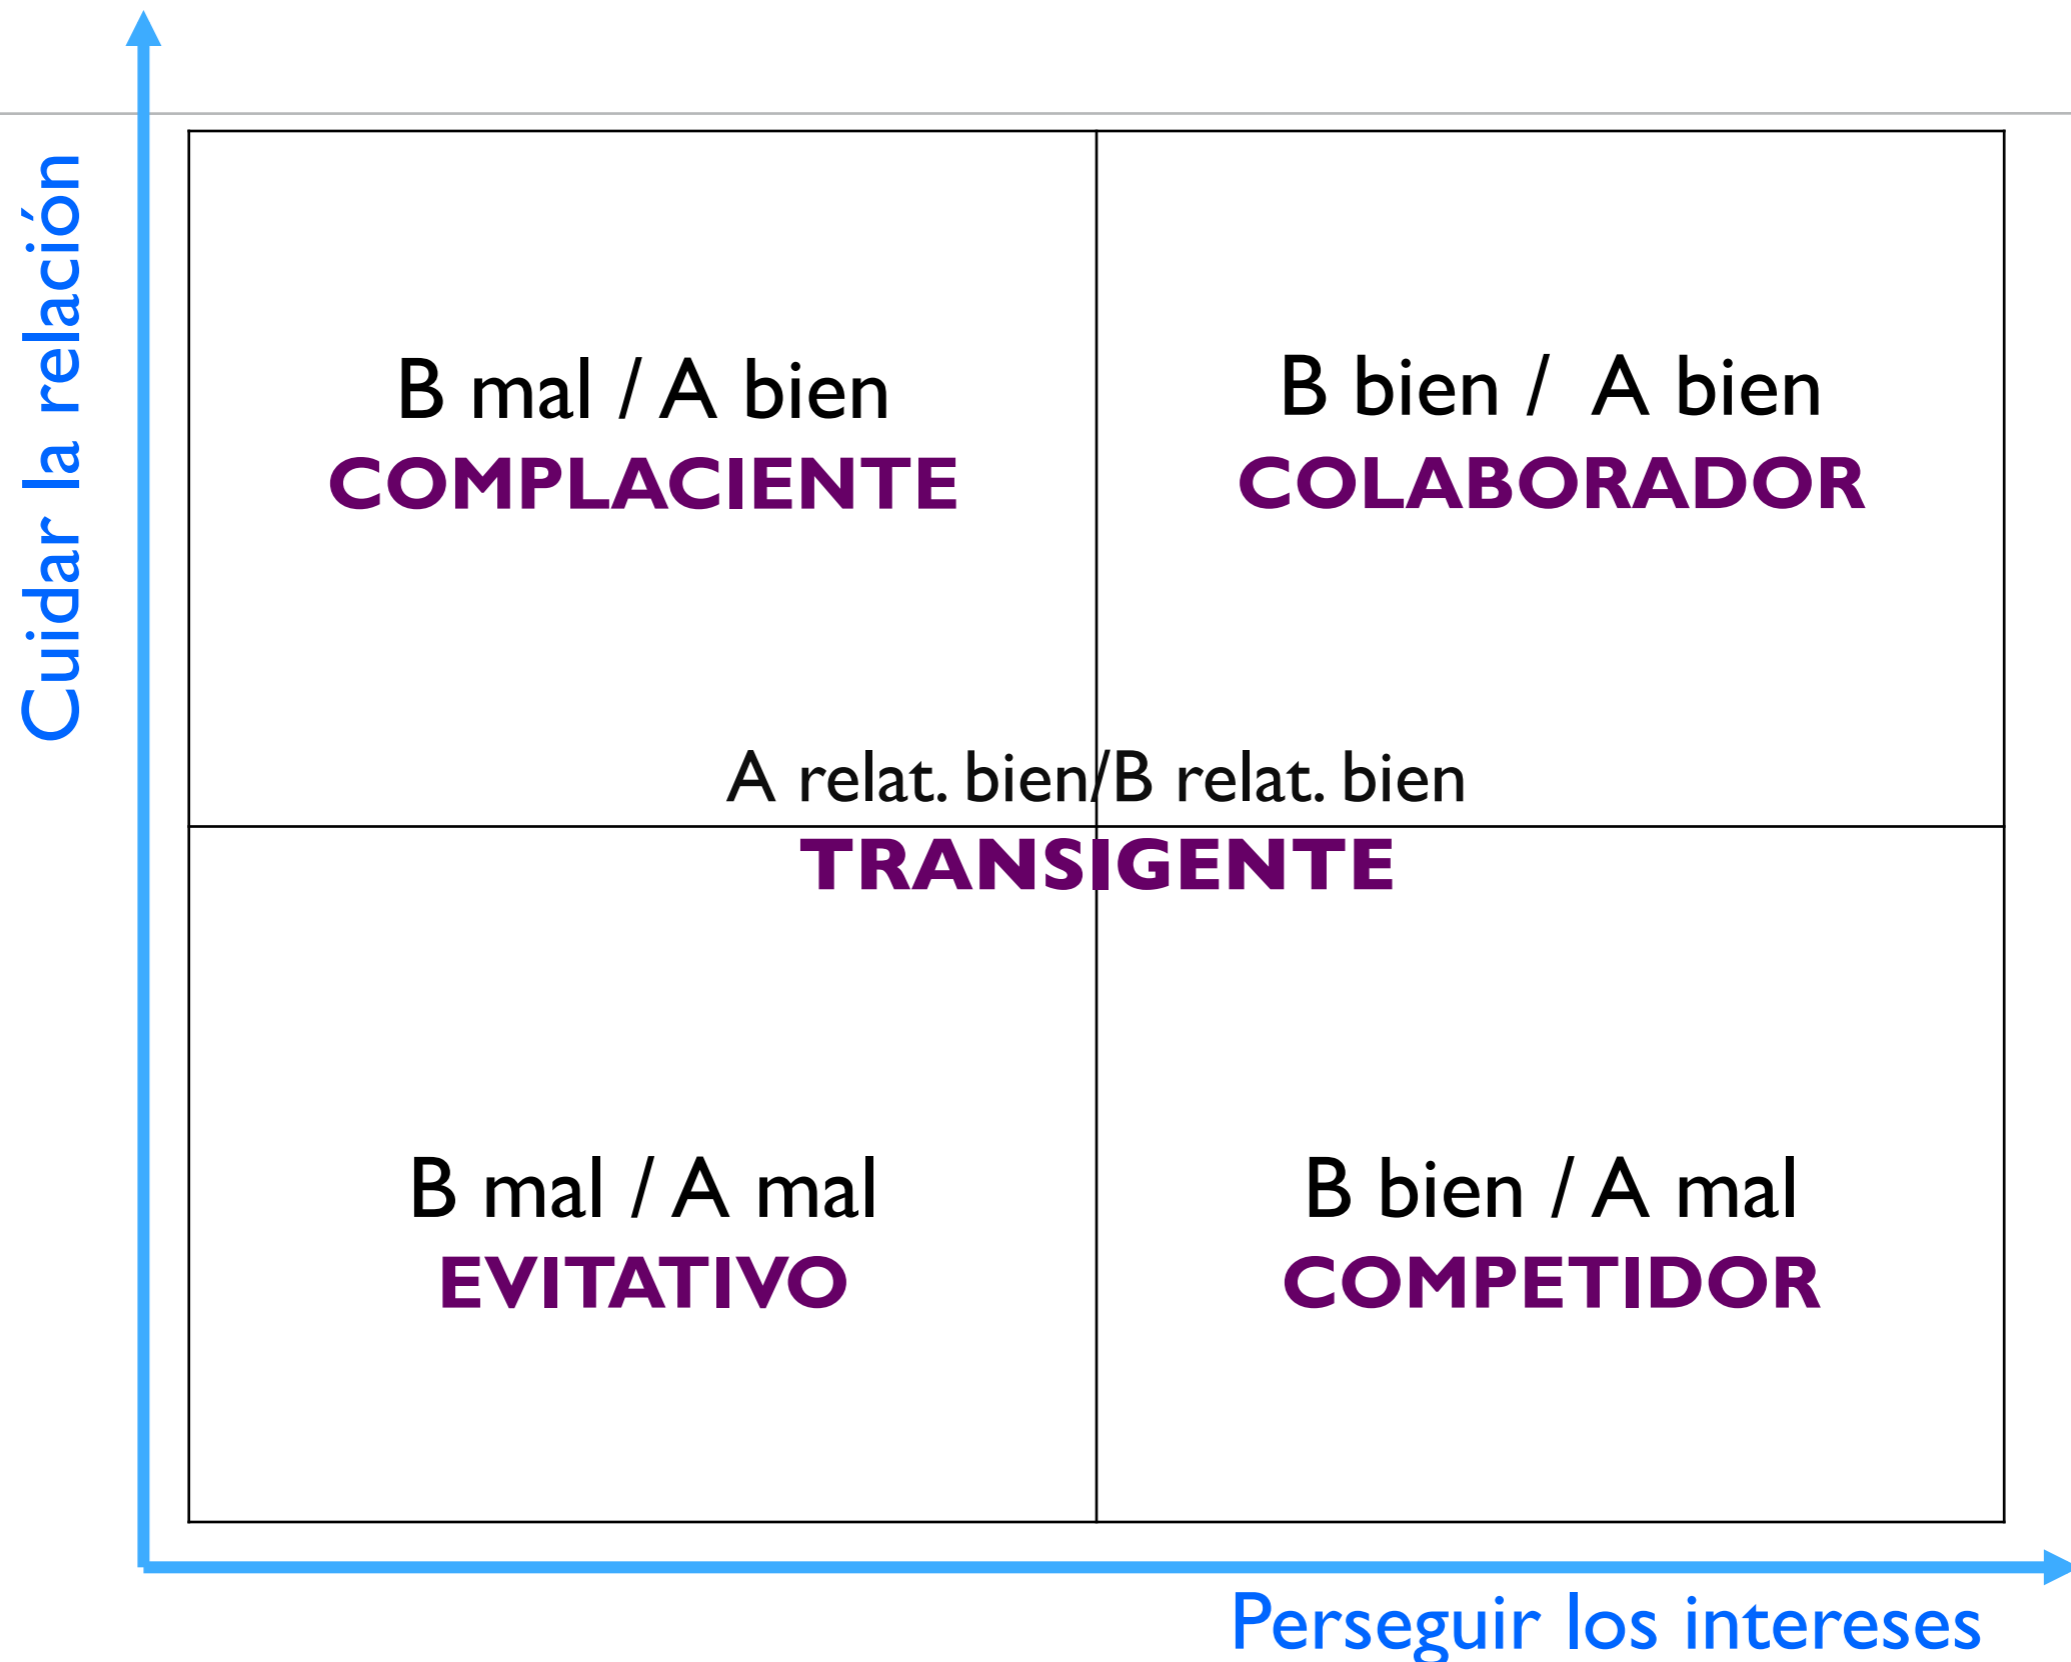 Cuidar la relación
B mal / A bien
COMPLACIENTE
B bien / A bien
COLABORADOR
A relat. bien/B relat. bien
TRANSIGENTE
B mal / A mal
EVITATIVO
B bien / A mal
COMPETIDOR
Perseguir los intereses